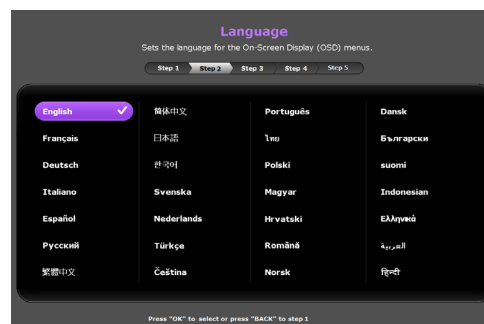 Language
Sets the language for the On-Screen Display (OSD) menus.
Step 1 Step 2 Step 3 Step 4 Step 5
English 简体中文 Português Dansk
Français 日本語 ไทย Български
Deutsch 한국어 Polski suomi
Italiano Svenska Magyar Indonesian
Español Nederlands Hrvatski Ελληνικά
Русский Türkçe Română العربية
繁體中文 Čeština Norsk हिन्दी
Press "OK" to select or press "BACK" to step 1